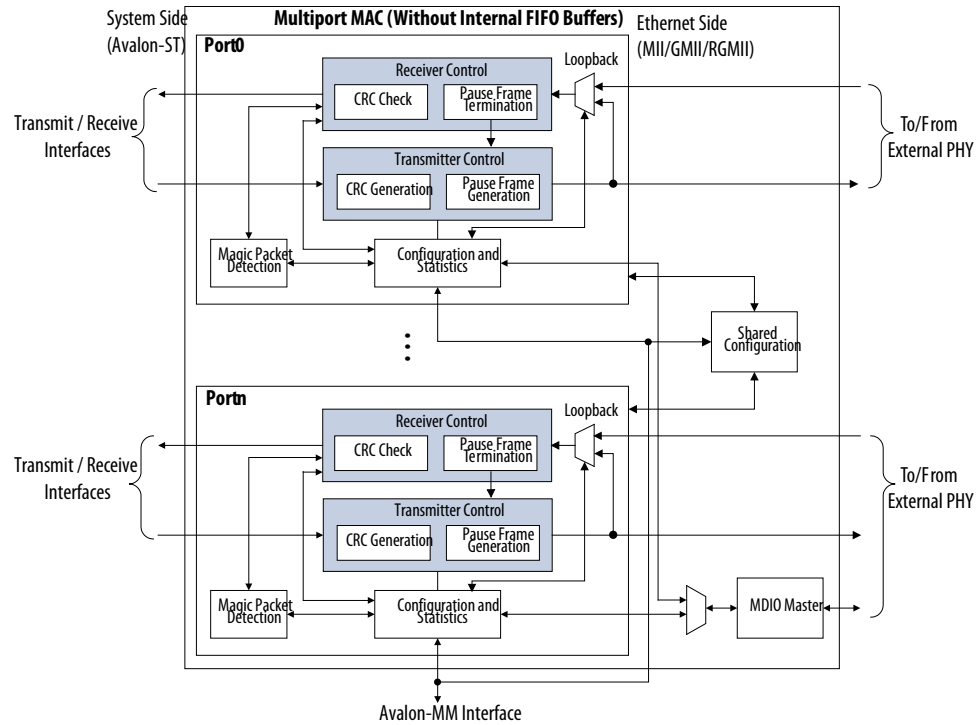 System Side
(Avalon-ST)
Multiport MAC (Without Internal FIFO Buffers)
Ethernet Side
(MII/GMII/RGMII)
Port0
Receiver Control
CRC Check
Pause Frame
Termination
Loopback
Transmit / Receive
Interfaces
To/From
External PHY
Transmitter Control
CRC Generation
Pause Frame
Generation
Magic Packet
Detection
Configuration and
Statistics
Shared
Configuration
Portn
Receiver Control
CRC Check
Pause Frame
Termination
Loopback
Transmit / Receive
Interfaces
To/From
External PHY
Transmitter Control
CRC Generation
Pause Frame
Generation
Magic Packet
Detection
Configuration and
Statistics
MDIO Master
Avalon-MM Interface